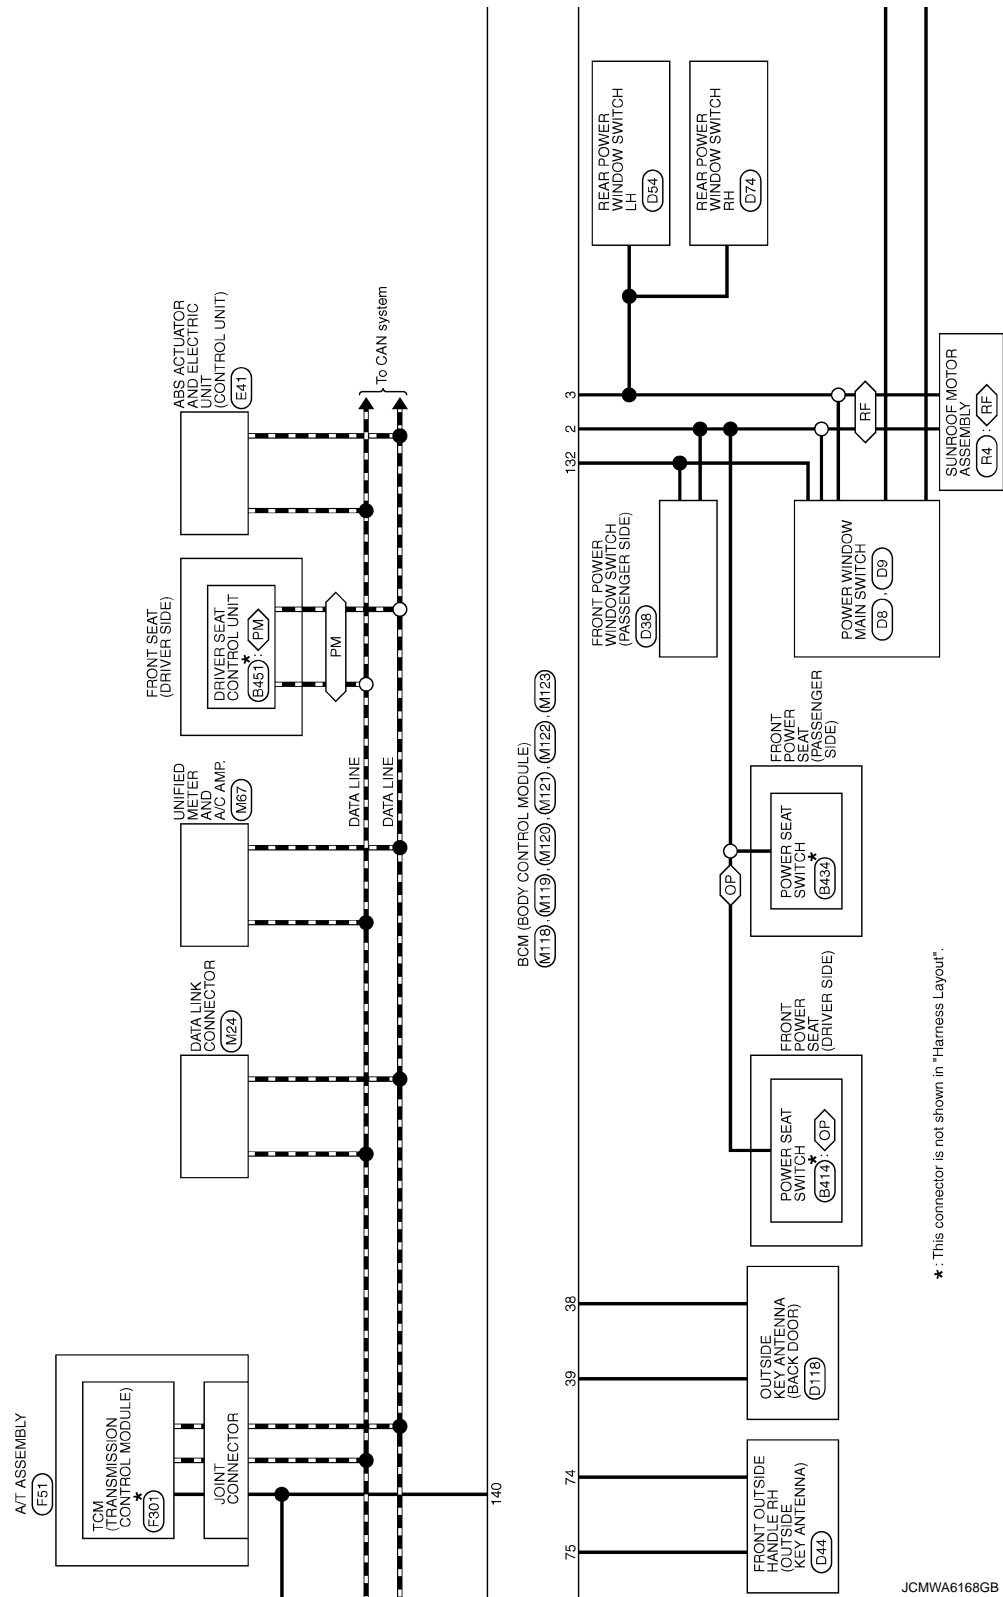 A/T ASSEMBLY
F51
TCM
(TRANSMISSION
CONTROL MODULE)
*
F301
JOINT
CONNECTOR
140
DATA LINK
CONNECTOR
M24
UNIFIED
METER
AND
A/C AMP.
M67
DATA LINE
DATA LINE
FRONT SEAT
(DRIVER SIDE)
DRIVER SEAT
CONTROL UNIT
*
B451 : PM
PM
ABS ACTUATOR
AND ELECTRIC
UNIT
(CONTROL UNIT)
E41
To CAN system
BCM (BODY CONTROL MODULE)
M118 , M119 , M120 , M121 , M122 , M123
75
74
39
38
132
2
3
FRONT OUTSIDE
HANDLE RH
(OUTSIDE
KEY ANTENNA)
D44
OUTSIDE
KEY ANTENNA
(BACK DOOR)
D118
FRONT
POWER
SEAT
(DRIVER SIDE)
POWER SEAT
SWITCH
*
B414 : OP
OP
FRONT
POWER
SEAT
(PASSENGER
SIDE)
POWER SEAT
SWITCH
*
B434
FRONT POWER
WINDOW SWITCH
(PASSENGER SIDE)
D38
POWER WINDOW
MAIN SWITCH
D8 , D9
RF
SUNROOF MOTOR
ASSEMBLY
R4 : RF
REAR POWER
WINDOW SWITCH
LH
D54
REAR POWER
WINDOW SWITCH
RH
D74
* : This connector is not shown in "Harness Layout".
JCMWA6168GB